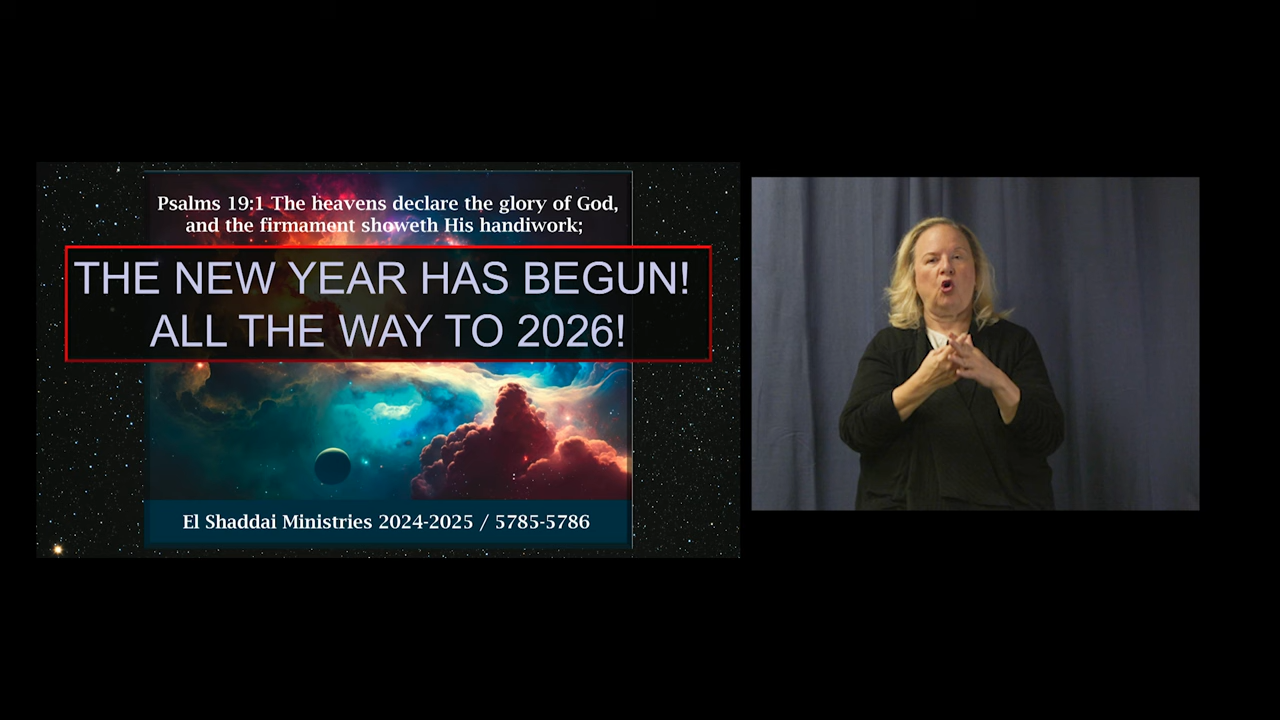 Psalms 19:1 The heavens declare the glory of God,
and the firmament showeth His handiwork;
THE NEW YEAR HAS BEGUN!
ALL THE WAY TO 2026!
El Shaddai Ministries 2024-2025 / 5785-5786